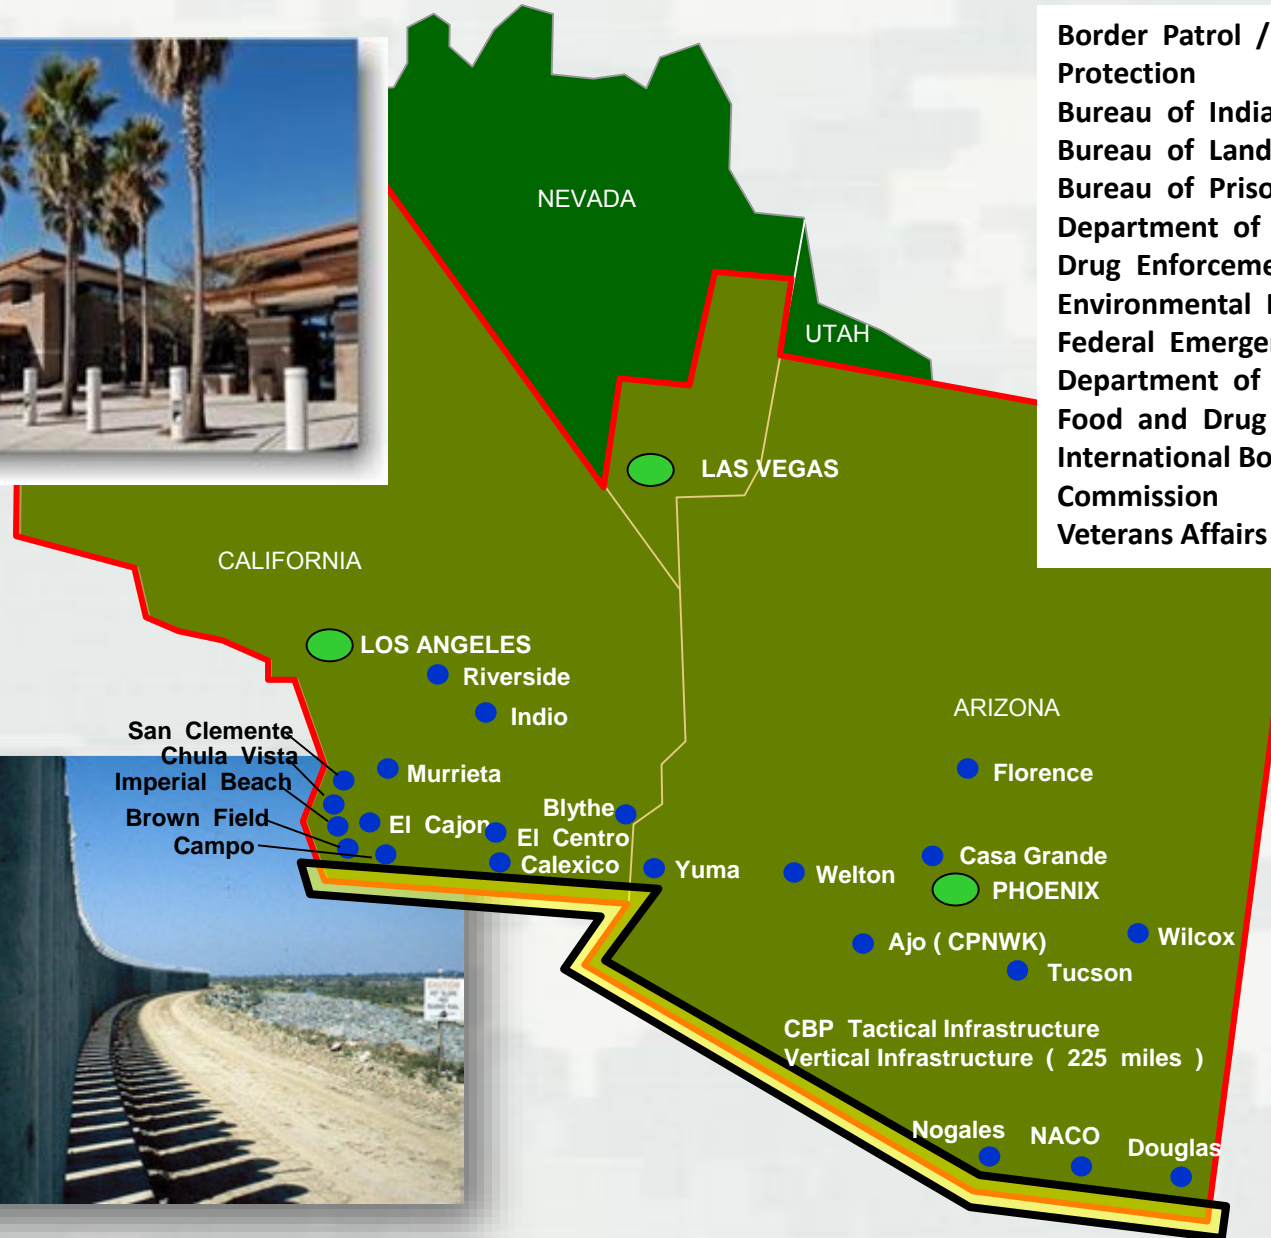 Border Patrol /
Protection
Bureau of India
Bureau of Land
Bureau of Priso
Department of
Drug Enforceme
Environmental
Federal Emerge
Department of
Food and Drug
International Bo
Commission
Veterans Affairs
NEVADA
UTAH
LAS VEGAS
CALIFORNIA
LOS ANGELES
Riverside
Indio
ARIZONA
San Clemente
Chula Vista
Imperial Beach
Murrieta
Florence
Brown Field
El Cajon
Blythe
El Centro
Campo
Calexico
Yuma
Welton
Casa Grande
PHOENIX
Ajo ( CPNWK)
Wilcox
Tucson
CBP Tactical Infrastructure
Vertical Infrastructure ( 225 miles )
Nogales
NACO
Douglas
CAUTION